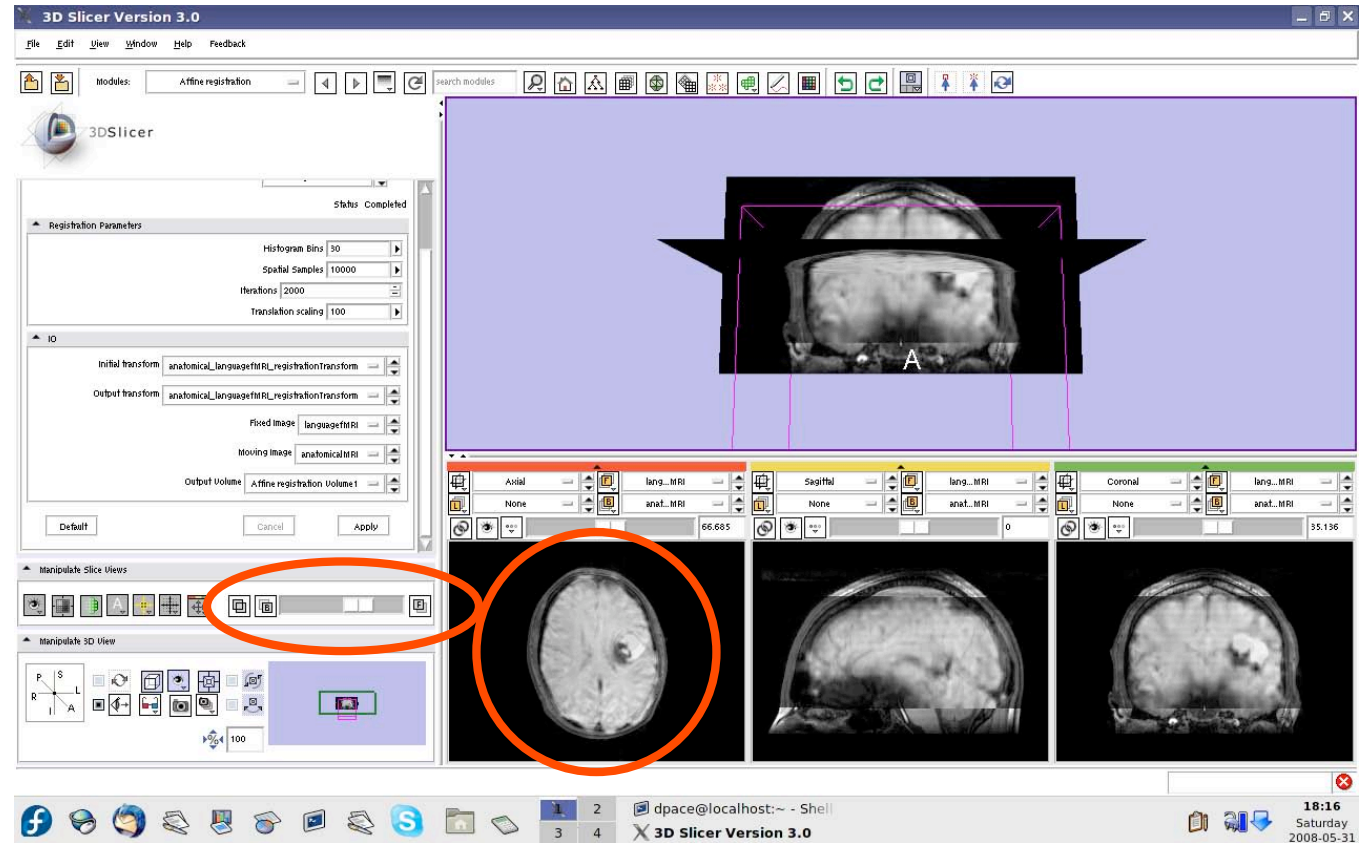 3D Slicer Version 3.0
File Edit View Window Help Feedback
Modules: Affine registration search modules
3DSlicer
Status Completed
Registration Parameters
Histogram Bins 30
Spatial Samples 10000
Iterations 2000
Translation scaling 100
IO
Initial transform anatomical_languagefMRI_registrationTransform
Output transform anatomical_languagefMRI_registrationTransform
Fixed Image languagefMRI
Moving Image anatomicalMRI
Output Volume Affine registration Volume1
Default Cancel Apply
Manipulate Slice Views
A B F
Manipulate 3D View
P S L R I A
% 100
A
Axial F lang...MRI
L None B anat...MRI
66.685
Sagittal F lang...MRI
L None B anat...MRI
0
Coronal F lang...MRI
L None B anat...MRI
35.136
1 2
3 4
dpace@localhost:~ - Shell
3D Slicer Version 3.0
18:16
Saturday
2008-05-31